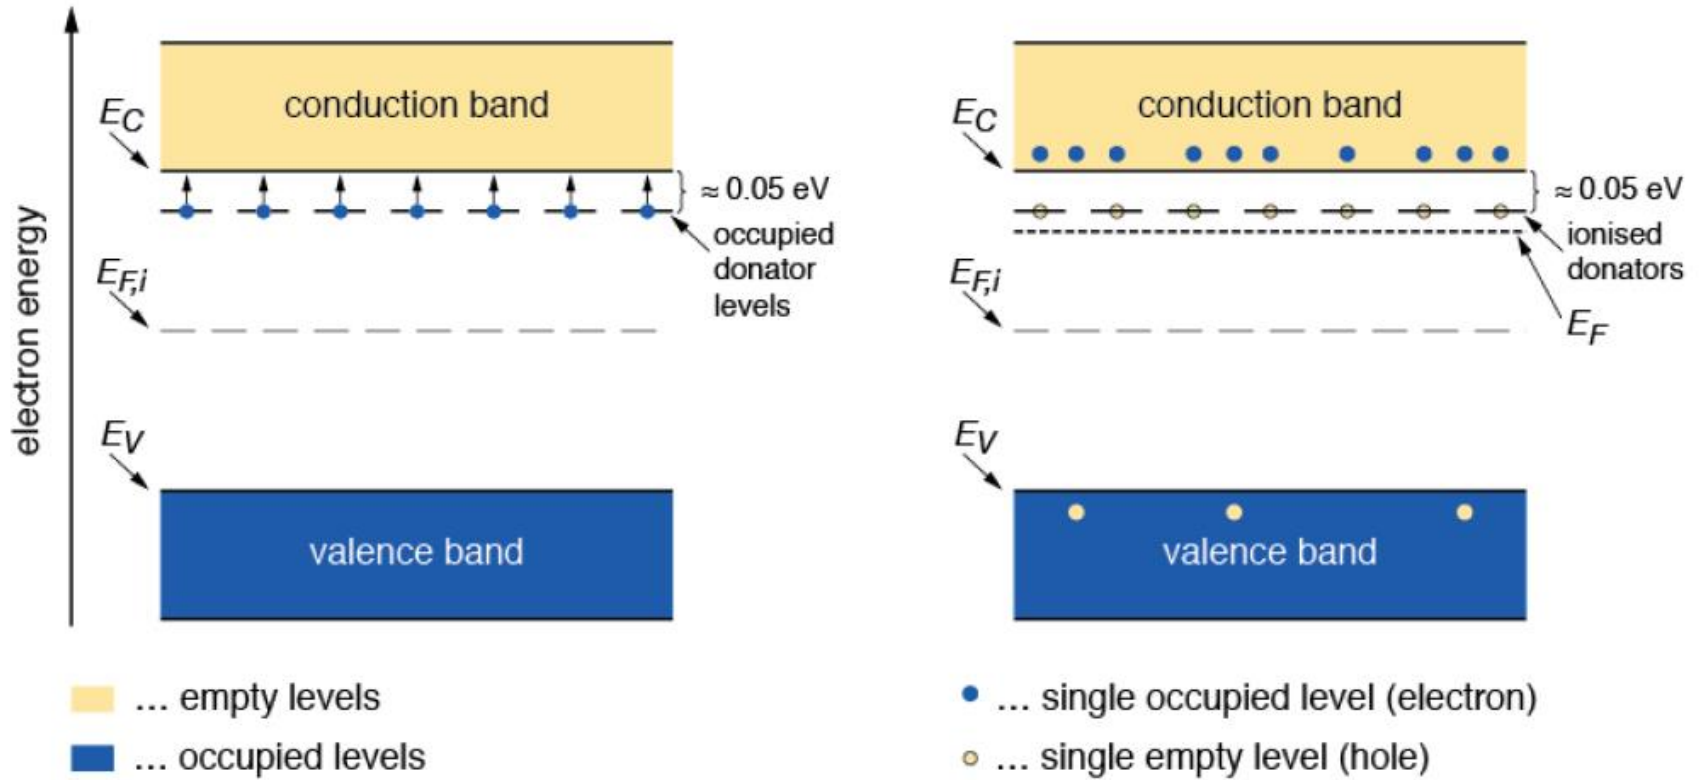 conduction band
E_C
≈ 0.05 eV
occupied
donator
levels
E_F,i
electron energy
E_V
valence band
conduction band
E_C
≈ 0.05 eV
ionised
donators
E_F,i
E_F
E_V
valence band
... empty levels
... occupied levels
... single occupied level (electron)
... single empty level (hole)